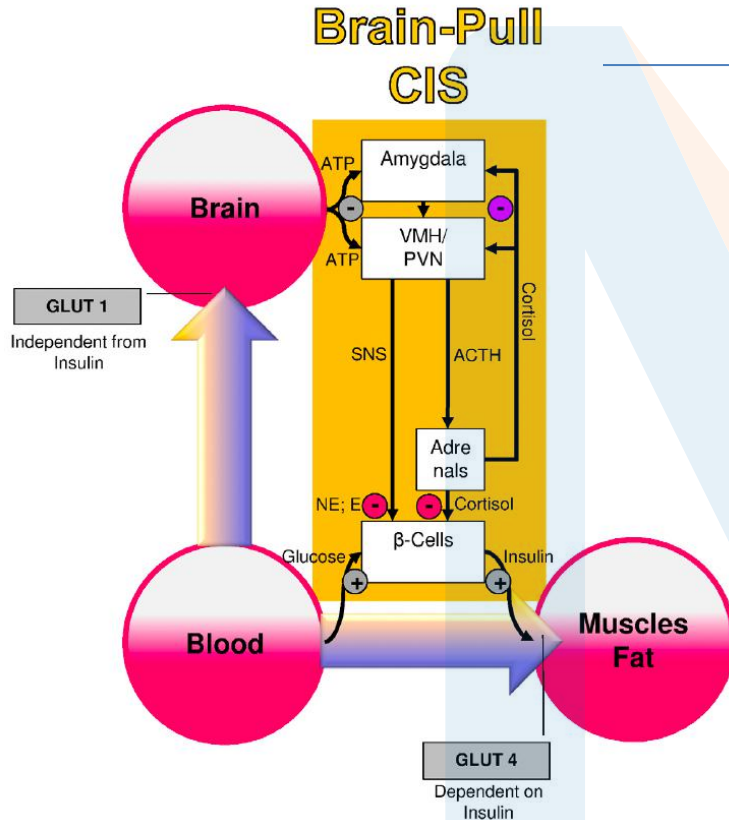 Brain-Pull
CIS
Amygdala
ATP
-
-
Brain
VMH/
PVN
ATP
GLUT 1
Independent from
Insulin
Cortisol
SNS
ACTH
Adre
nals
NE; E
-
-
Cortisol
β-Cells
Glucose
Insulin
+
+
Blood
Muscles
Fat
GLUT 4
Dependent on
Insulin